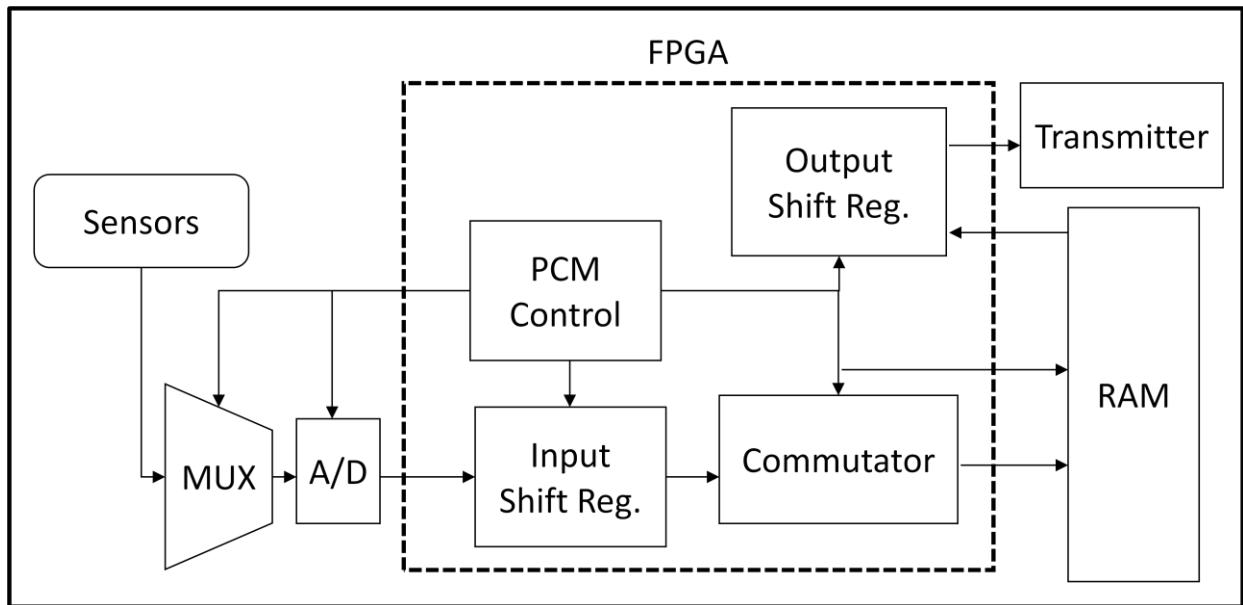 FPGA
Transmitter
Output
Shift Reg.
Sensors
PCM
Control
RAM
MUX
A/D
Input
Shift Reg.
Commutator